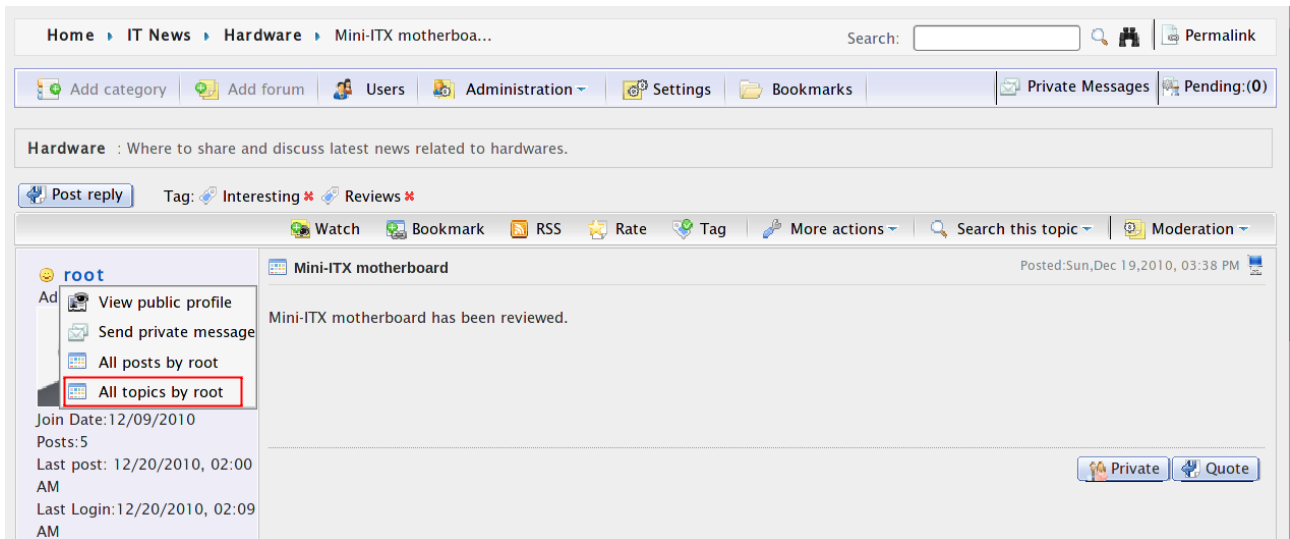 Home IT News Hardware Mini-ITX motherboa... Search: Permalink
Add category Add forum Users Administration Settings Bookmarks Private Messages Pending:(0)
Hardware : Where to share and discuss latest news related to hardwares.
Post reply Tag: Interesting Reviews
Watch Bookmark RSS Rate Tag More actions Search this topic Moderation
root Mini-ITX motherboard Posted:Sun,Dec 19,2010, 03:38 PM
Ad View public profile
Mini-ITX motherboard has been reviewed.
Send private message
All posts by root
All topics by root
Join Date:12/09/2010
Posts:5
Last post: 12/20/2010, 02:00
AM
Private Quote
Last Login:12/20/2010, 02:09
AM